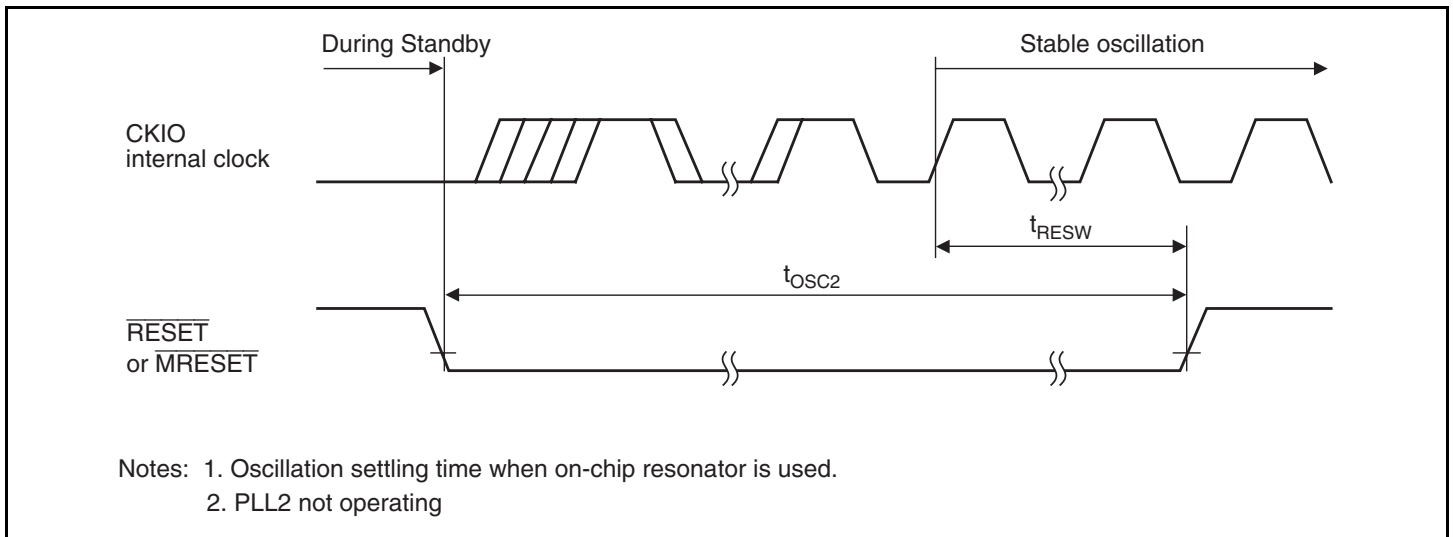 During Standby
Stable oscillation
CKIO
internal clock
tRESW
tOSC2
RESET
or MRESET
Notes: 1. Oscillation settling time when on-chip resonator is used.
2. PLL2 not operating